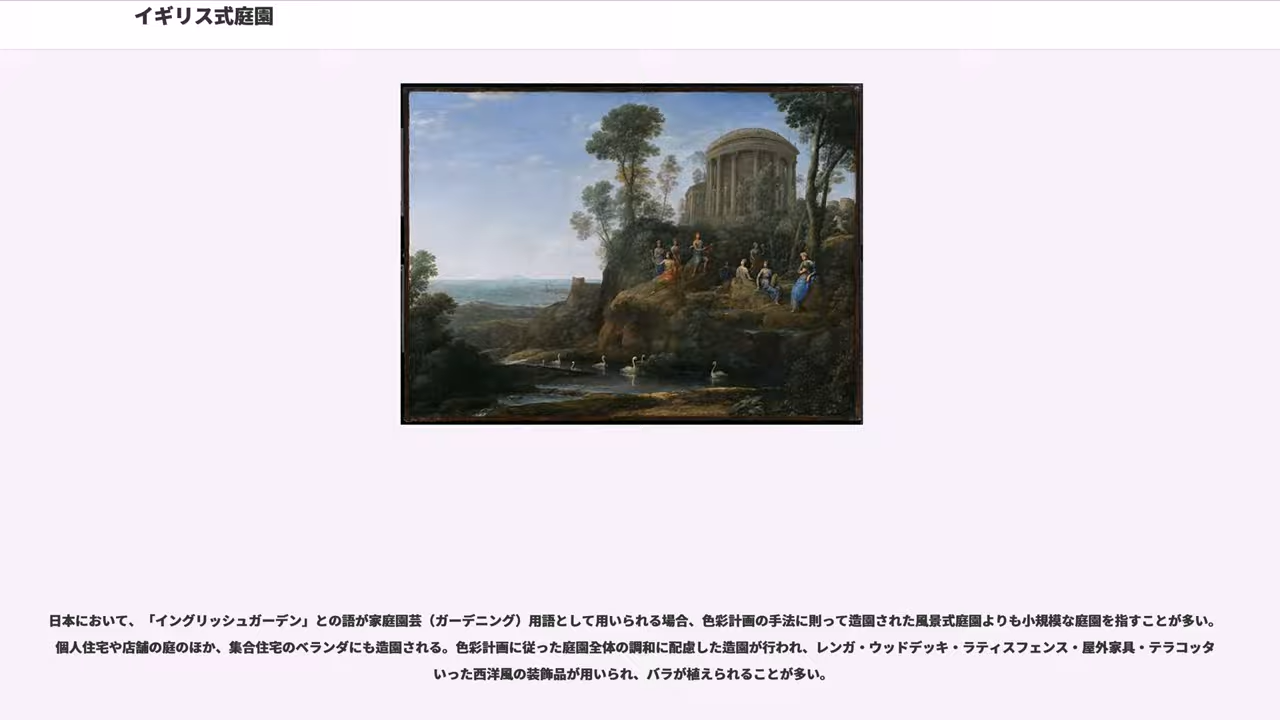 イギリス式庭園
日本において、「イングリッシュガーデン」との語が家庭園芸（ガーデニング）用語として用いられる場合、色彩計画の手法に則って造園された風景式庭園よりも小規模な庭園を指すことが多い。
個人住宅や店舗の庭のほか、集合住宅のベランダにも造園される。色彩計画に従った庭園全体の調和に配慮した造園が行われ、レンガ・ウッドデッキ・ラティスフェンス・屋外家具・テラコッタ
いった西洋風の装飾品が用いられ、バラが植えられることが多い。